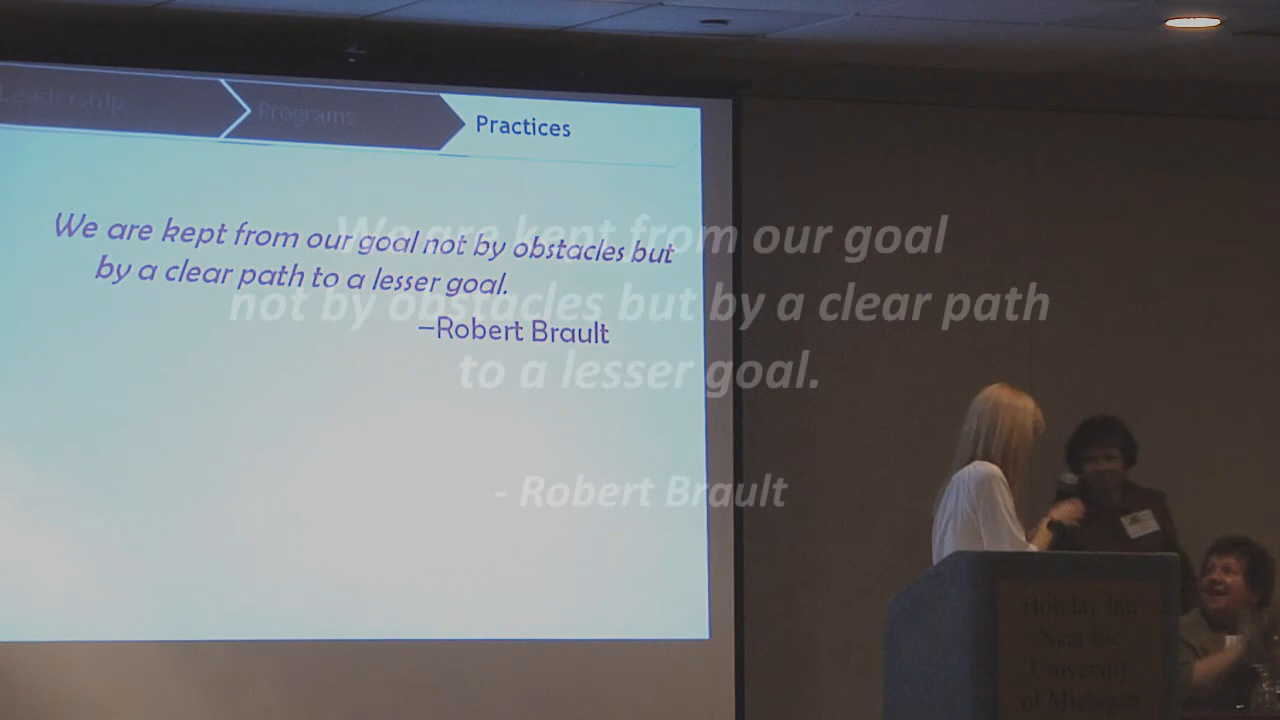 Leadership
Programs
Practices
We are kept from our goal not by obstacles but
by a clear path to a lesser goal.
–Robert Brault
We are kept from our goal
not by obstacles but by a clear path
to a lesser goal.
- Robert Brault
Holiday Inn
Near the
University
of Michigan